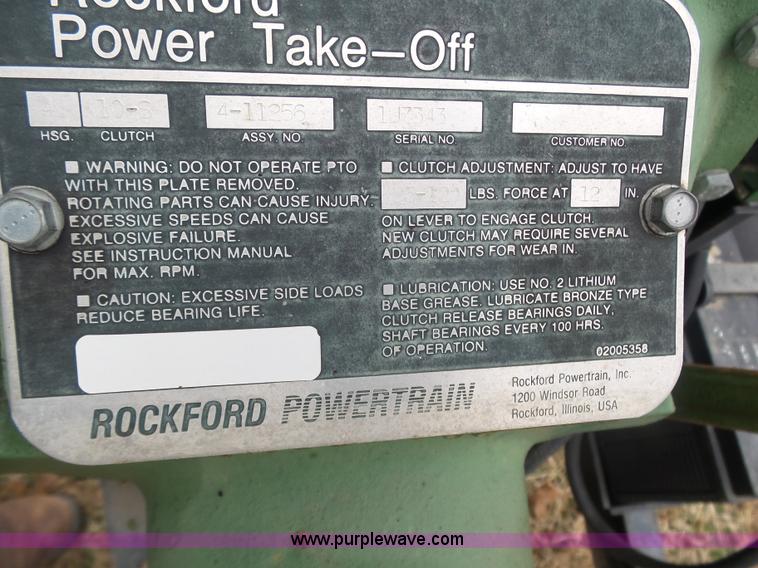 Rockford
Power Take-Off
10-S 4-11256 1J7343
HSG. CLUTCH ASSY. NO. SERIAL NO. CUSTOMER NO.
WARNING: DO NOT OPERATE PTO
WITH THIS PLATE REMOVED.
ROTATING PARTS CAN CAUSE INJURY.
EXCESSIVE SPEEDS CAN CAUSE
EXPLOSIVE FAILURE.
SEE INSTRUCTION MANUAL
FOR MAX. RPM.
CAUTION: EXCESSIVE SIDE LOADS
REDUCE BEARING LIFE.
CLUTCH ADJUSTMENT: ADJUST TO HAVE
LBS. FORCE AT 12 IN.
ON LEVER TO ENGAGE CLUTCH.
NEW CLUTCH MAY REQUIRE SEVERAL
ADJUSTMENTS FOR WEAR IN.
LUBRICATION: USE NO. 2 LITHIUM
BASE GREASE. LUBRICATE BRONZE TYPE
CLUTCH RELEASE BEARINGS DAILY,
SHAFT BEARINGS EVERY 100 HRS.
OF OPERATION.
02005358
ROCKFORD POWERTRAIN
Rockford Powertrain, Inc.
1200 Windsor Road
Rockford, Illinois, USA
www.purplewave.com